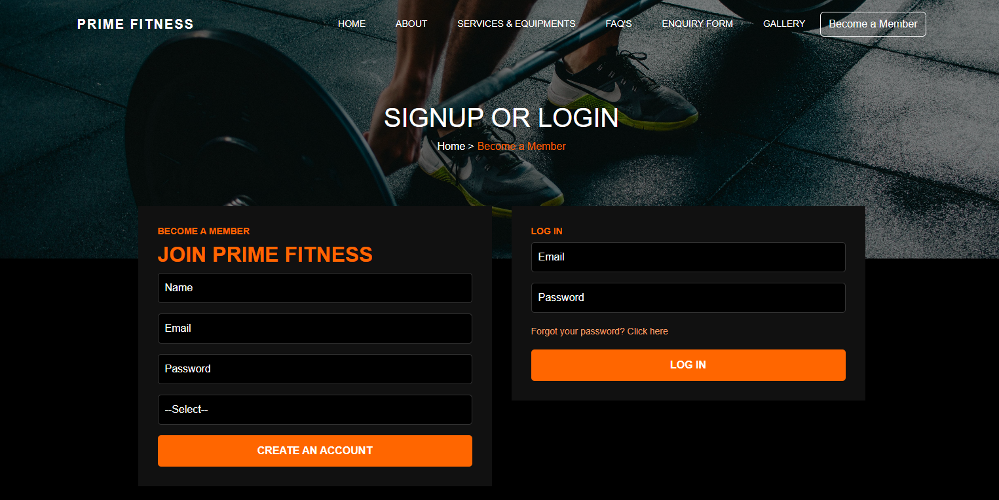 PRIME FITNESS
HOME ABOUT SERVICES & EQUIPMENTS FAQ'S ENQUIRY FORM GALLERY Become a Member
SIGNUP OR LOGIN
Home > Become a Member
BECOME A MEMBER
JOIN PRIME FITNESS
Name
Email
Password
--Select--
CREATE AN ACCOUNT
LOG IN
Email
Password
Forgot your password? Click here
LOG IN